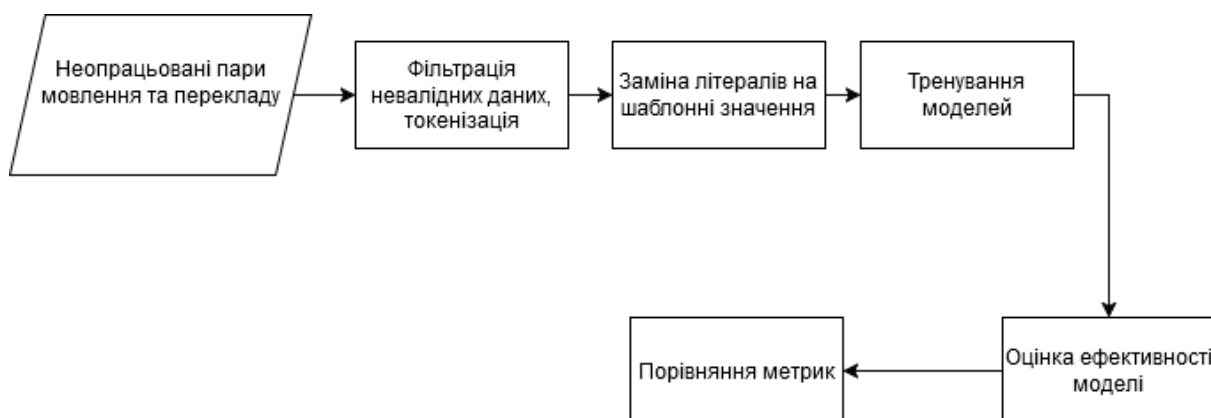 Неопрацьовані пари
мовлення та перекладу
Фільтрація
невалідних даних,
токенізація
Заміна літералів на
шаблонні значення
Тренування
моделей
Оцінка ефективності
моделі
Порівняння метрик